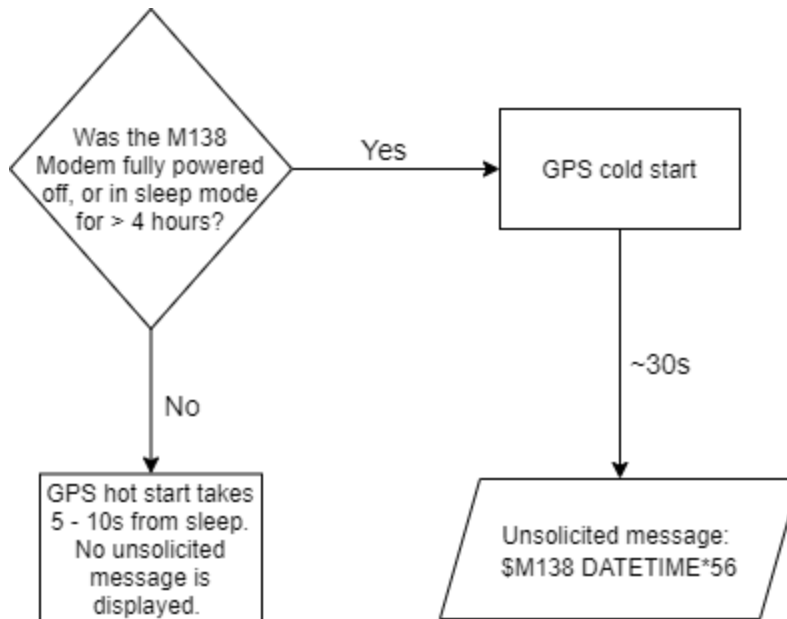 Was the M138
Modem fully powered
off, or in sleep mode
for > 4 hours?
Yes
GPS cold start
~30s
No
GPS hot start takes
5 - 10s from sleep.
No unsolicited
message is
displayed.
Unsolicited message:
$M138 DATETIME*56